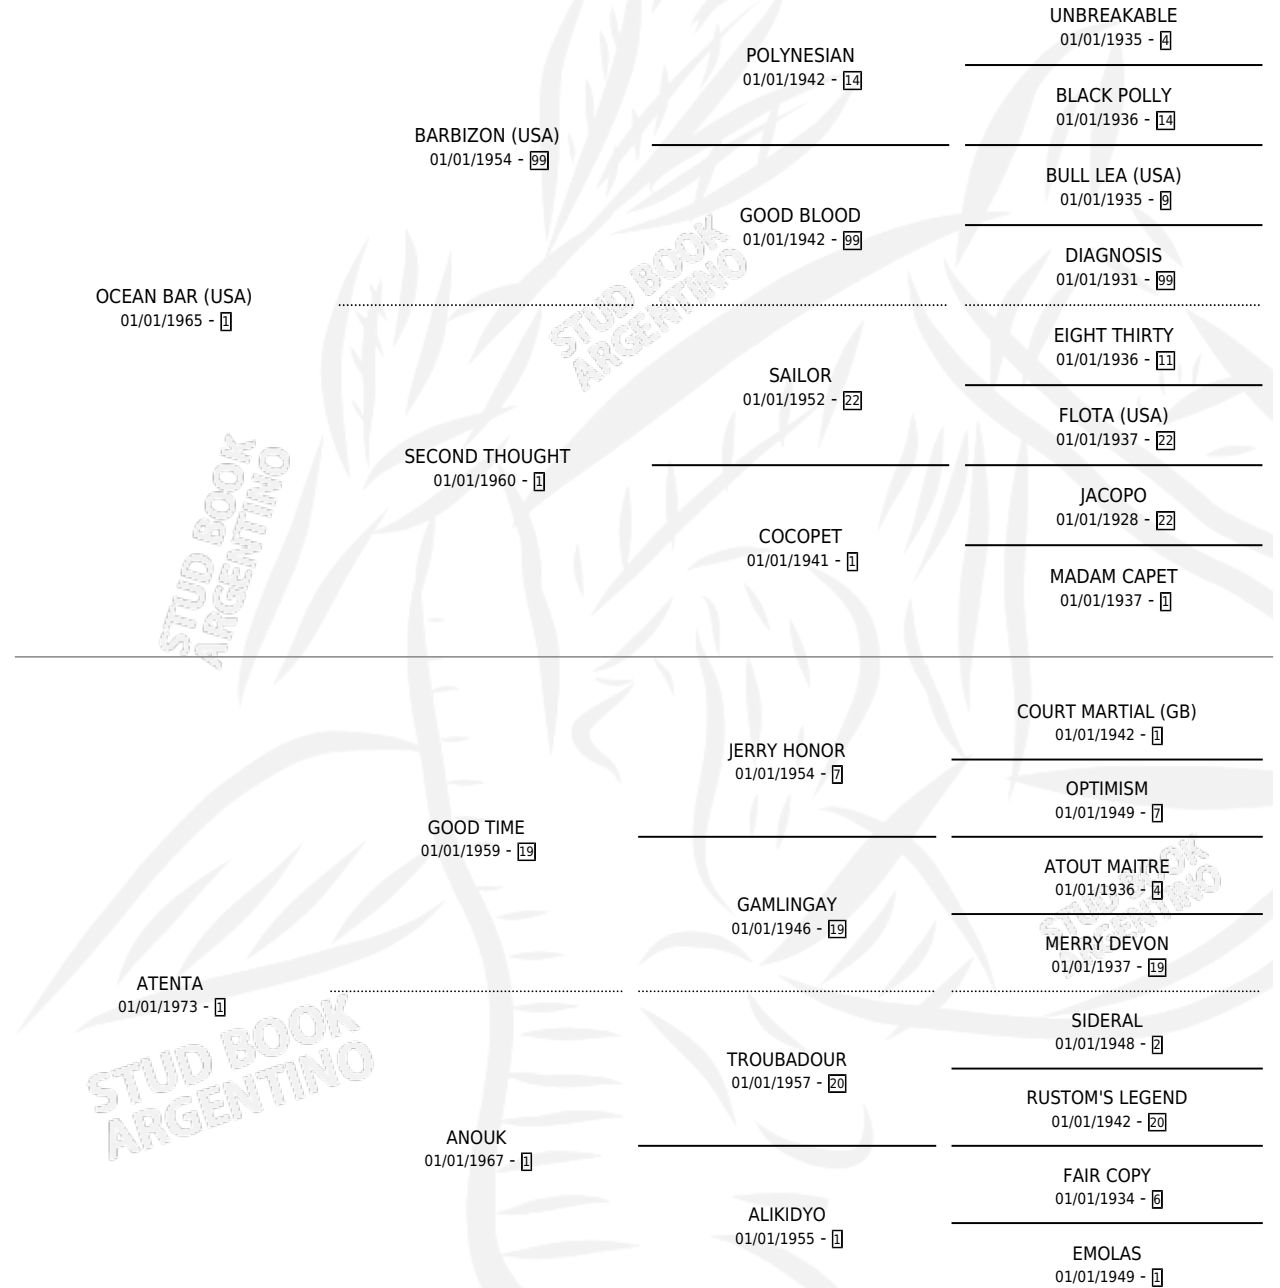 UNBREAKABLE
01/01/1935 - 4
POLYNESIAN
01/01/1942 - 14
BLACK POLLY
01/01/1936 - 14
BARBIZON (USA)
01/01/1954 - 99
BULL LEA (USA)
01/01/1935 - 9
GOOD BLOOD
01/01/1942 - 99
DIAGNOSIS
01/01/1931 - 99
OCEAN BAR (USA)
01/01/1965 - 1
EIGHT THIRTY
01/01/1936 - 11
SAILOR
01/01/1952 - 22
FLOTA (USA)
01/01/1937 - 22
SECOND THOUGHT
01/01/1960 - 1
JACOPO
01/01/1928 - 22
COCOPET
01/01/1941 - 1
MADAM CAPET
01/01/1937 - 1
COURT MARTIAL (GB)
01/01/1942 - 1
JERRY HONOR
01/01/1954 - 7
OPTIMISM
01/01/1949 - 7
GOOD TIME
01/01/1959 - 19
ATOUT MAITRE
01/01/1936 - 4
GAMLINGAY
01/01/1946 - 19
MERRY DEVON
01/01/1937 - 19
ATENTA
01/01/1973 - 1
SIDERAL
01/01/1948 - 2
TROUBADOUR
01/01/1957 - 20
RUSTOM'S LEGEND
01/01/1942 - 20
ANOUK
01/01/1967 - 1
FAIR COPY
01/01/1934 - 6
ALIKIDYO
01/01/1955 - 1
EMOLAS
01/01/1949 - 1
STUD BOOK
ARGENTINO
STUD BOOK
ARGENTINO
STUD BOOK
ARGENTINO
STUD BOOK
ARGENTINO